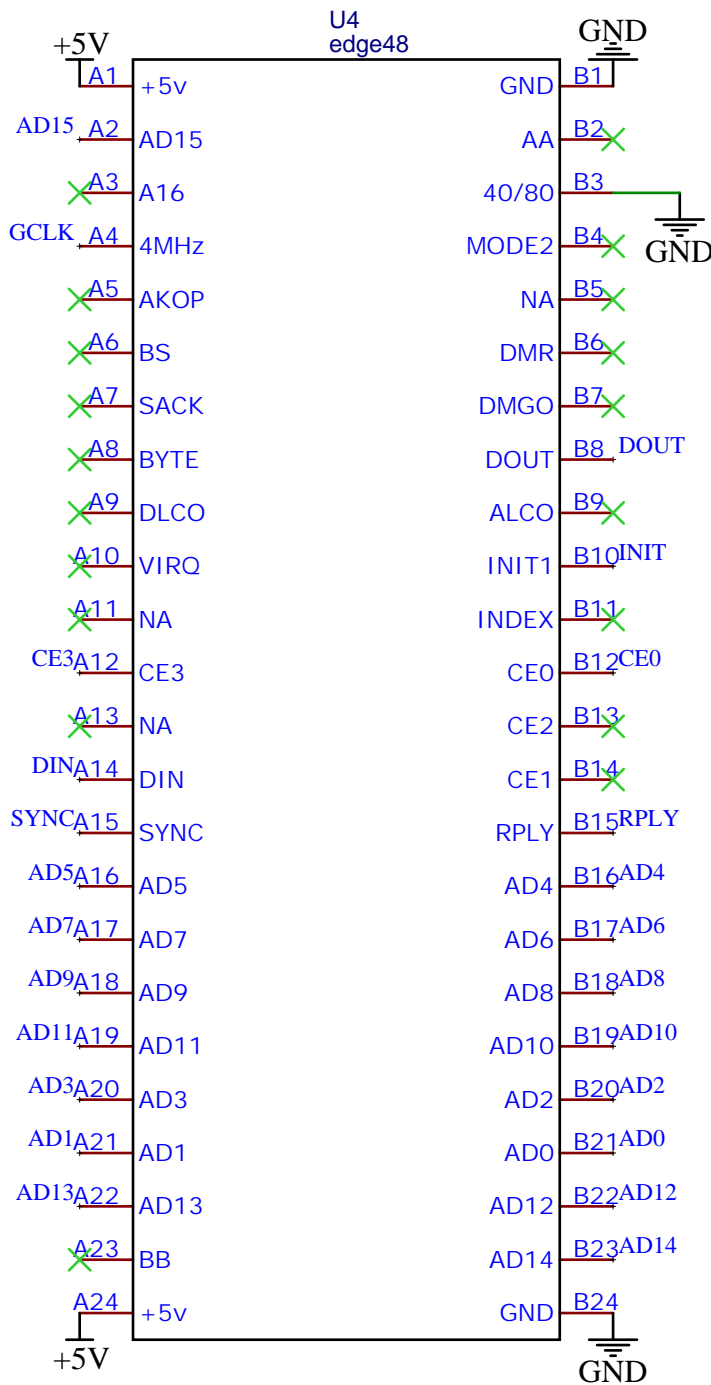 U4
edge48
+5V GND
A1 +5v GND B1
AD15 A2 AD15 AA B2
A3 A16 40/80 B3
GCLK A4 4MHz MODE2 B4 GND
A5 AKOP NA B5
A6 BS DMR B6
A7 SACK DMGO B7
A8 BYTE DOUT B8 DOUT
A9 DLCO ALCO B9
A10 VIRQ INIT1 B10 INIT
A11 NA INDEX B11
CE3 A12 CE3 CE0 B12 CE0
A13 NA CE2 B13
DIN A14 DIN CE1 B14
SYNC A15 SYNC RPLY B15 RPLY
AD5 A16 AD5 AD4 B16 AD4
AD7 A17 AD7 AD6 B17 AD6
AD9 A18 AD9 AD8 B18 AD8
AD11 A19 AD11 AD10 B19 AD10
AD3 A20 AD3 AD2 B20 AD2
AD1 A21 AD1 AD0 B21 AD0
AD13 A22 AD13 AD12 B22 AD12
A23 BB AD14 B23 AD14
A24 +5v GND B24
+5V GND